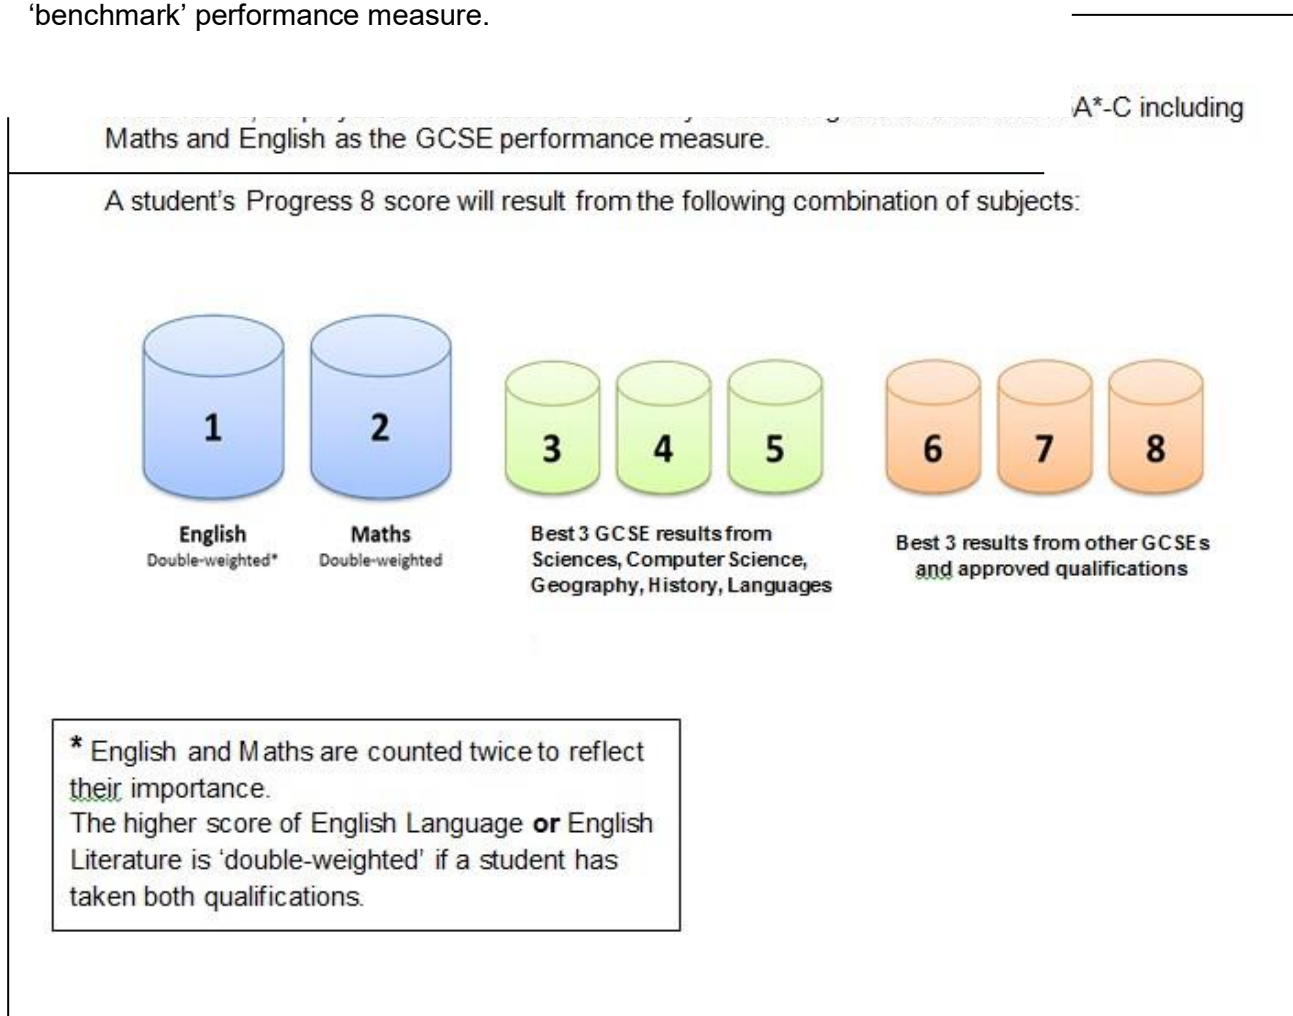 ‘benchmark’ performance measure.
A*-C including
Maths and English as the GCSE performance measure.
A student’s Progress 8 score will result from the following combination of subjects:
1
2
3
4
5
6
7
8
English
Double-weighted*
Maths
Double-weighted
Best 3 GCSE results from
Sciences, Computer Science,
Geography, History, Languages
Best 3 results from other GCSEs
and approved qualifications
* English and Maths are counted twice to reflect
their importance.
The higher score of English Language or English
Literature is ‘double-weighted’ if a student has
taken both qualifications.